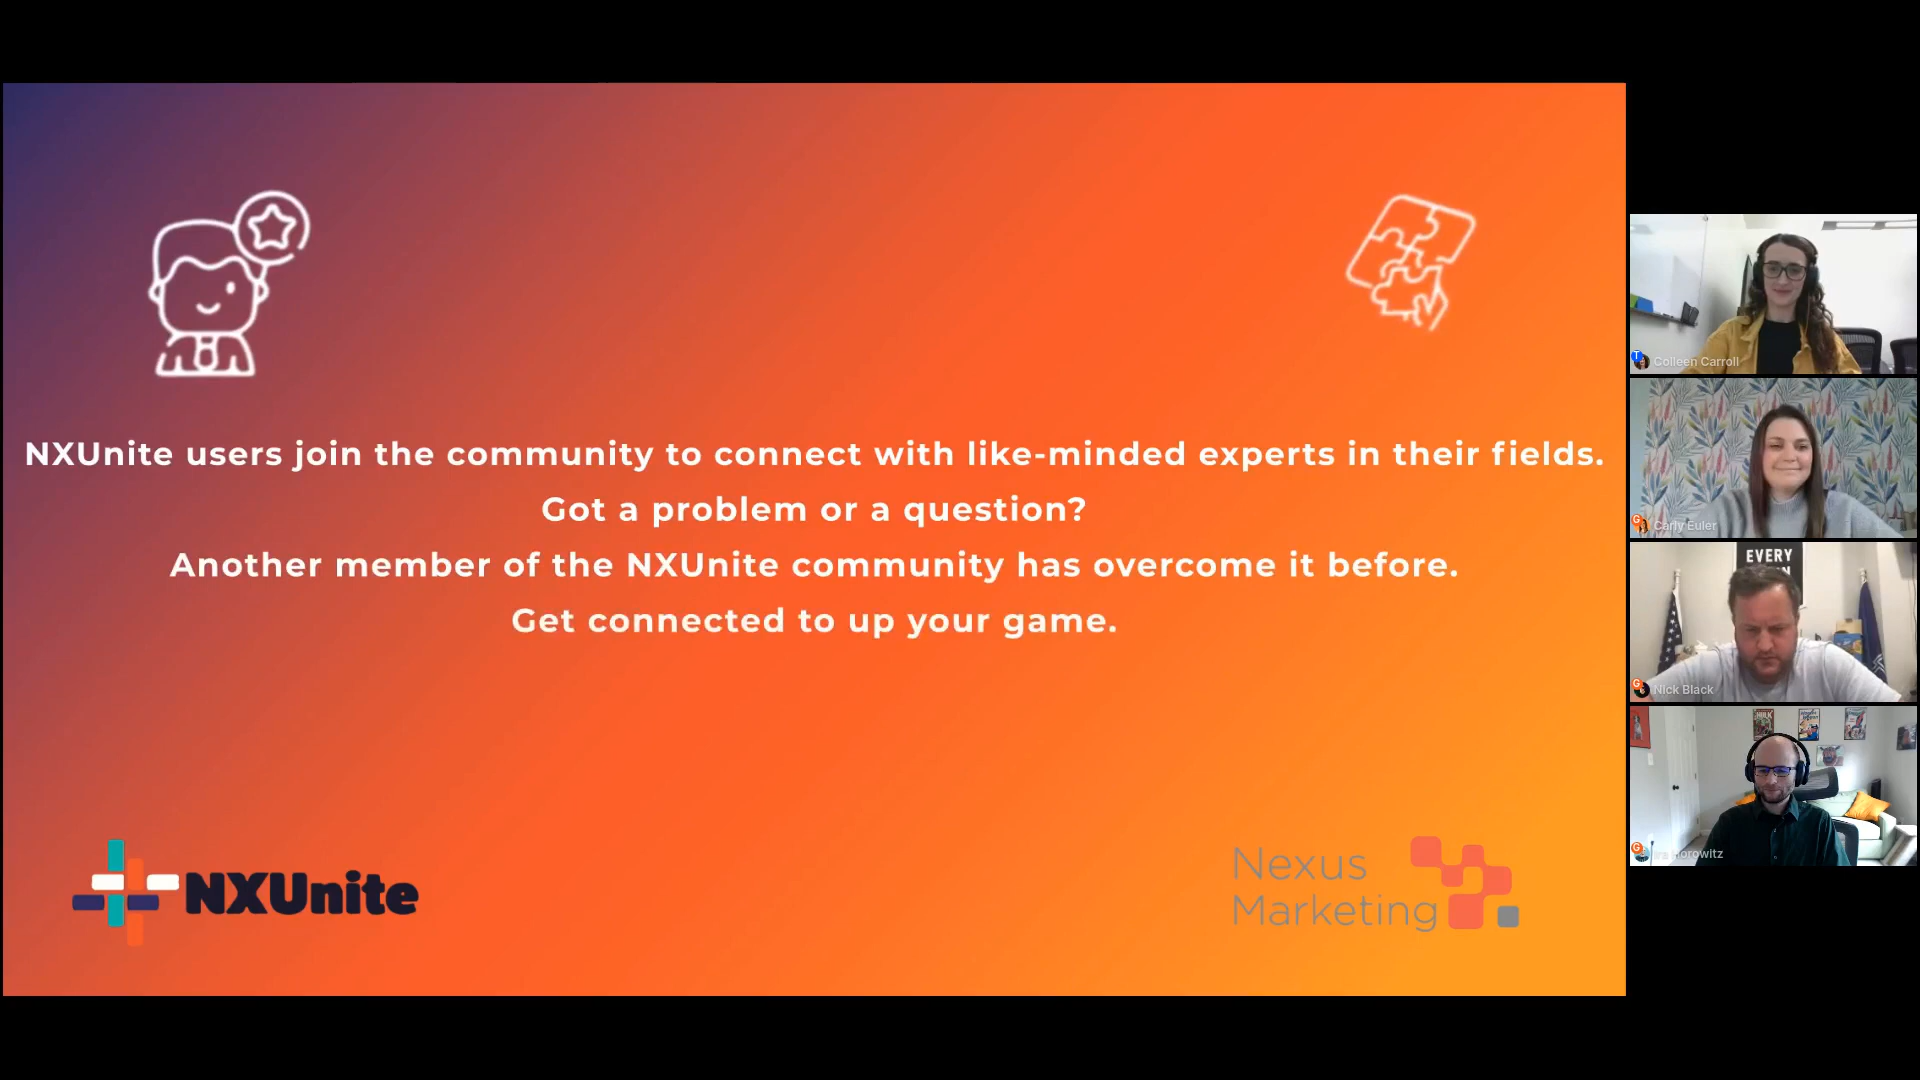 NXUnite users join the community to connect with like-minded experts in their fields.
Got a problem or a question?
Another member of the NXUnite community has overcome it before.
Get connected to up your game.
NXUnite
Nexus
Marketing
Colleen Carroll
Carly Euler
EVERY
Nick Black
Horowitz